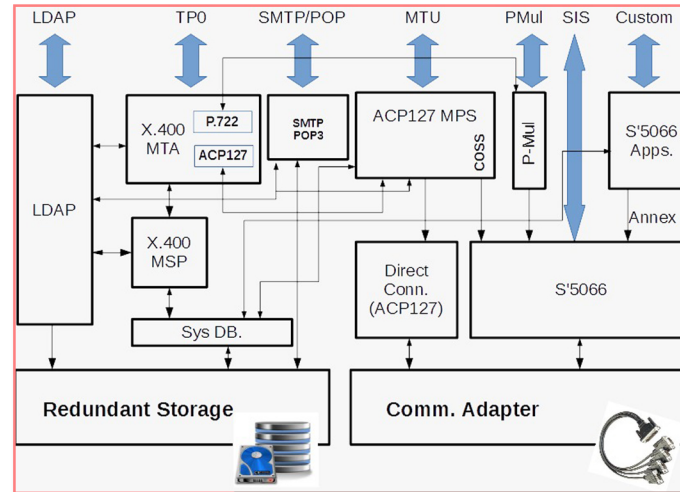 LDAP TP0 SMTP/POP MTU PMul SIS Custom
X.400
MTA
P.722
ACP127
SMTP
POP3
ACP127 MPS
COSS
P-Mul
S'5066
Apps.
LDAP
X.400
MSP
Annex
Direct
Conn.
(ACP127)
S'5066
Sys DB.
Redundant Storage
Comm. Adapter